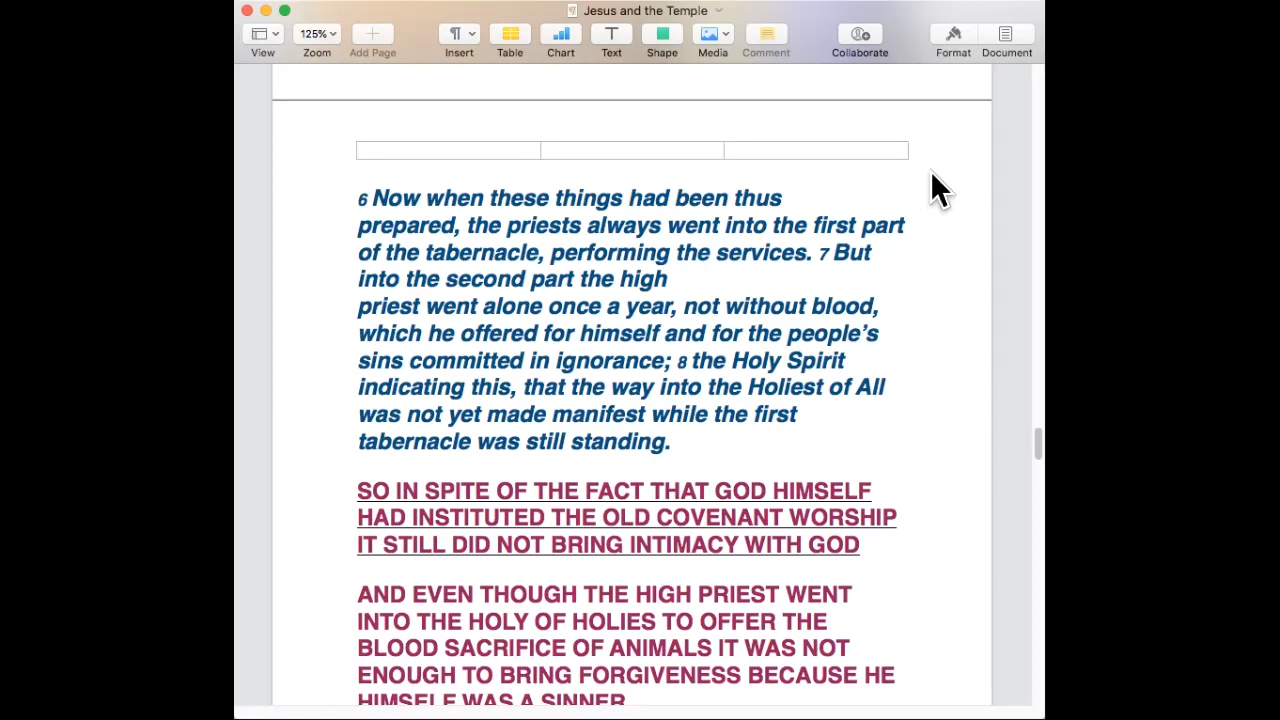 Jesus and the Temple
125%
View
Zoom
Add Page
Insert
Table
Chart
Text
Shape
Media
Comment
Collaborate
Format
Document
6 Now when these things had been thus
prepared, the priests always went into the first part
of the tabernacle, performing the services. 7 But
into the second part the high
priest went alone once a year, not without blood,
which he offered for himself and for the people’s
sins committed in ignorance; 8 the Holy Spirit
indicating this, that the way into the Holiest of All
was not yet made manifest while the first
tabernacle was still standing.
SO IN SPITE OF THE FACT THAT GOD HIMSELF
HAD INSTITUTED THE OLD COVENANT WORSHIP
IT STILL DID NOT BRING INTIMACY WITH GOD
AND EVEN THOUGH THE HIGH PRIEST WENT
INTO THE HOLY OF HOLIES TO OFFER THE
BLOOD SACRIFICE OF ANIMALS IT WAS NOT
ENOUGH TO BRING FORGIVENESS BECAUSE HE
HIMSELF WAS A SINNER